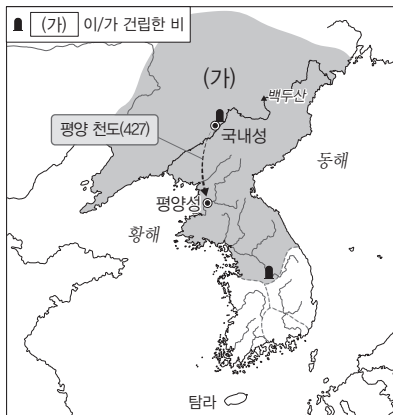 (가) 이/가 건립한 비
(가)
백두산
평양 천도(427)
국내성
동해
평양성
황해
탐라